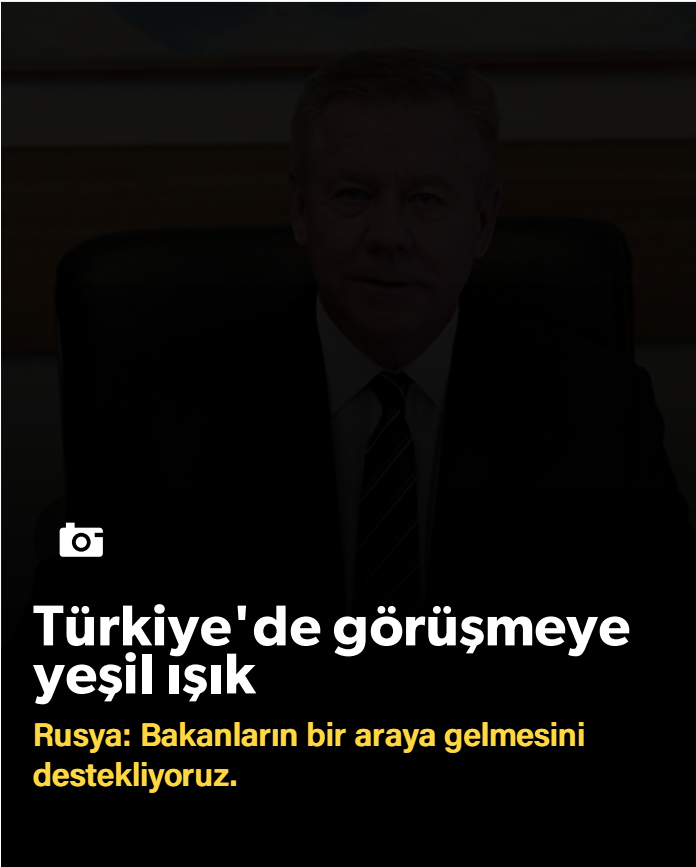 Türkiye'de görüşmeye
yeşil ışık
Rusya: Bakanların bir araya gelmesini
destekliyoruz.